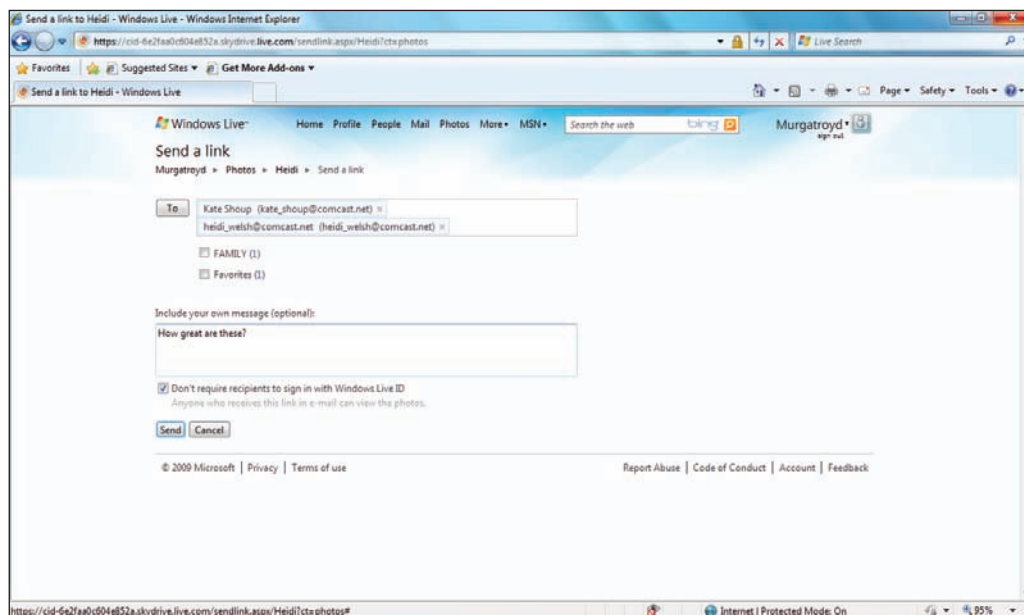 Send a link to Heidi - Windows Live - Windows Internet Explorer
https://cid-6e2faa0c604e852a.skydrive.live.com/sendlink.aspx/Heidi?ct=photos
Live Search
Favorites Suggested Sites Get More Add-ons
Send a link to Heidi - Windows Live
Page Safety Tools
Windows Live Home Profile People Mail Photos More MSN Search the web bing Murgatroyd
sign out
Send a link
Murgatroyd ▸ Photos ▸ Heidi ▸ Send a link
To Kate Shoup (kate_shoup@comcast.net) ×
heidi_welsh@comcast.net (heidi_welsh@comcast.net) ×
FAMILY (1)
Favorites (1)
Include your own message (optional):
How great are these?
Don't require recipients to sign in with Windows Live ID
Anyone who receives this link in e-mail can view the photos.
Send Cancel
© 2009 Microsoft | Privacy | Terms of use Report Abuse | Code of Conduct | Account | Feedback
https://cid-6e2faa0c604e852a.skydrive.live.com/sendlink.aspx/Heidi?ct=photos# Internet | Protected Mode: On 95%